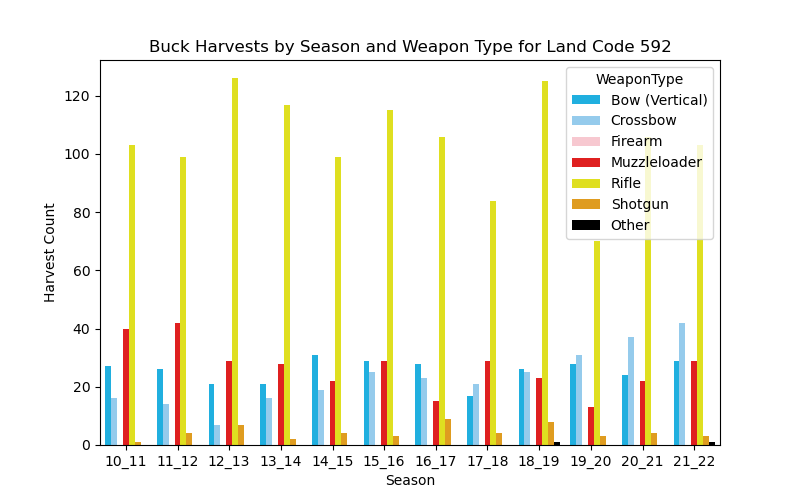 Buck Harvests by Season and Weapon Type for Land Code 592
WeaponType
Bow (Vertical)
Crossbow
Firearm
Muzzleloader
Rifle
Shotgun
Other
Harvest Count
120
100
80
60
40
20
0
10_11 11_12 12_13 13_14 14_15 15_16 16_17 17_18 18_19 19_20 20_21 21_22
Season